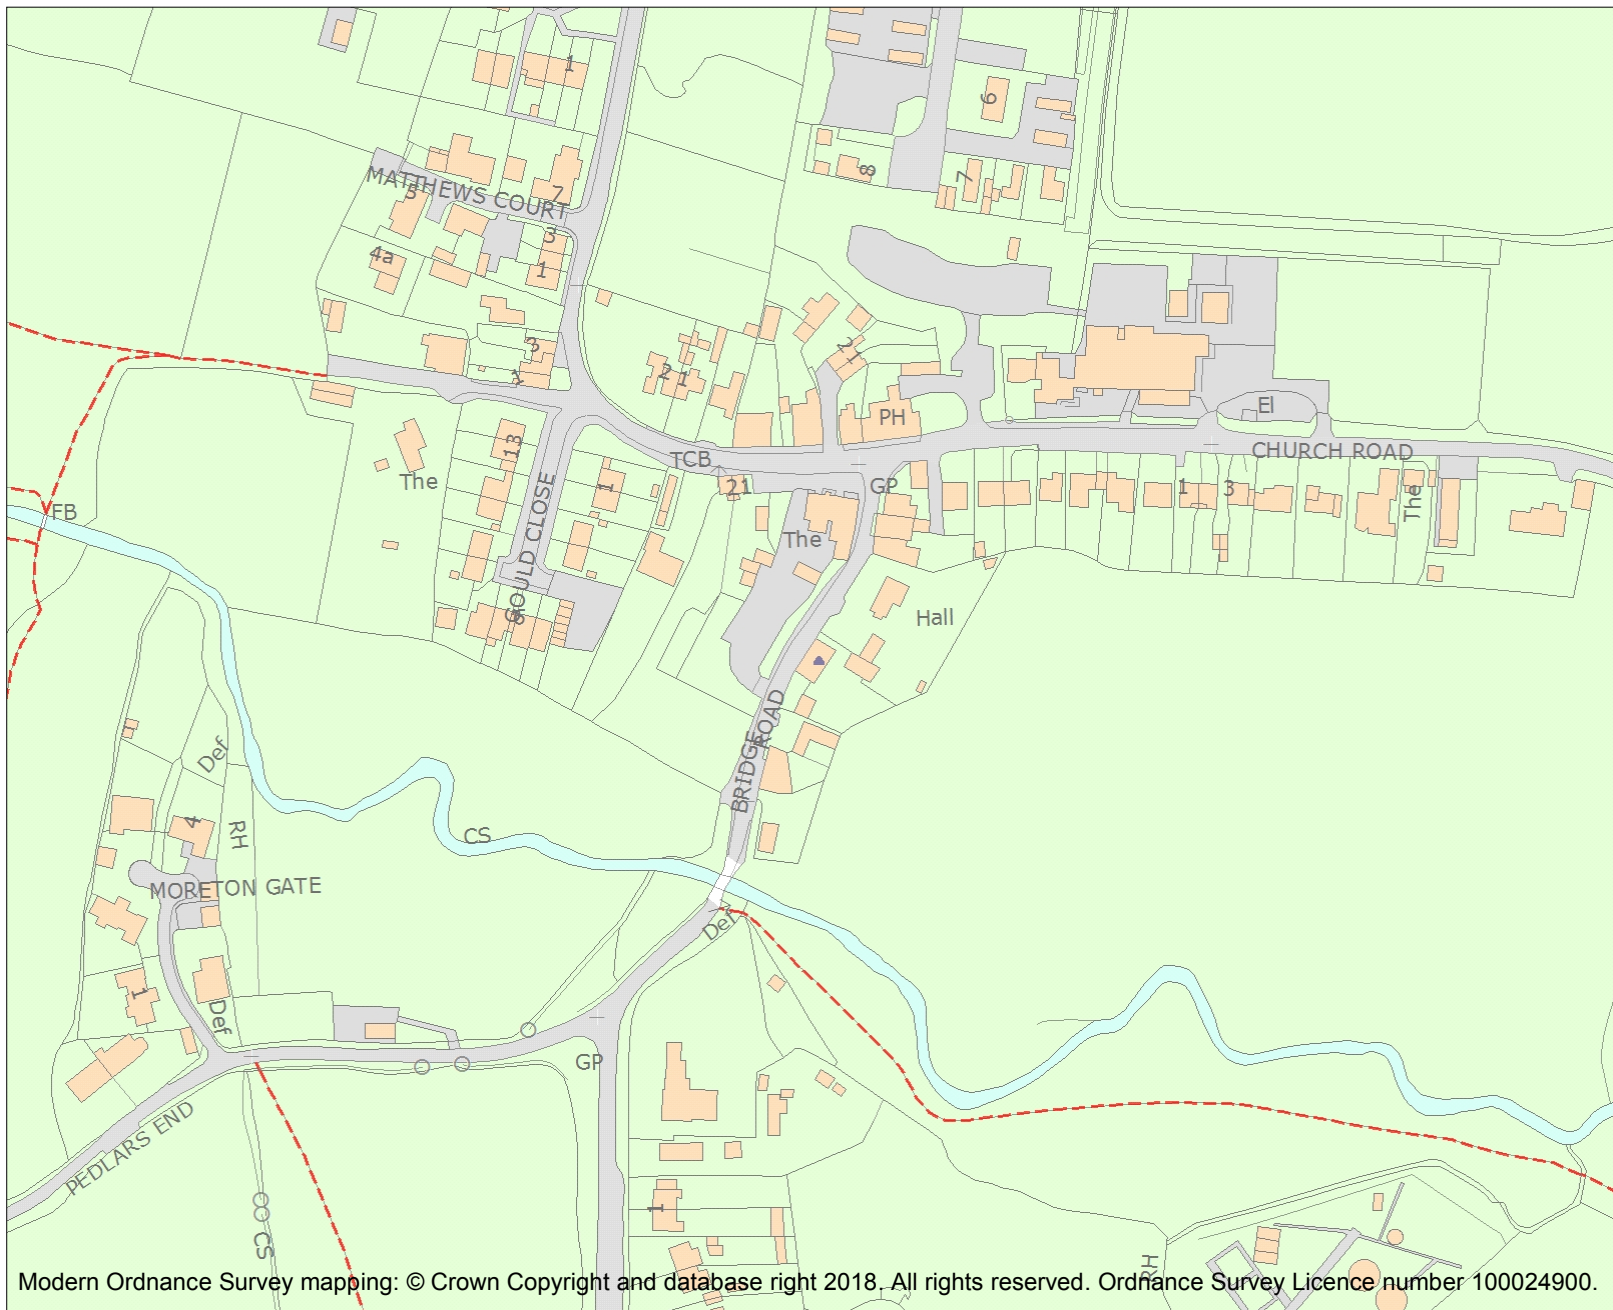 1
6
8
7
MATTHEWS COURT
5
7
3
4a
1
3
1
2
1
21
PH
El
CHURCH ROAD
TCB
21
GP
The
13
1
GOULD CLOSE
The
1
3
The
FB
Hall
BRIDGE
ROAD
Def
4
RH
CS
MORETON GATE
Def
1
Def
GP
PEDLARS END
CS
1
RH
Modern Ordnance Survey mapping: © Crown Copyright and database right 2018. All rights reserved. Ordnance Survey Licence number 100024900.